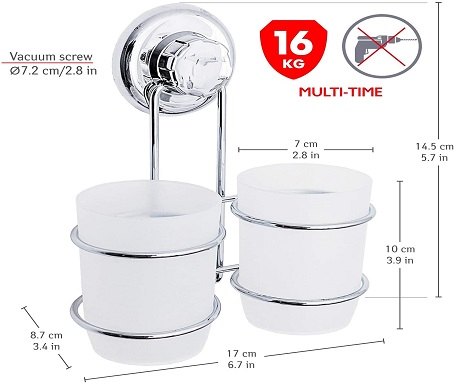 Vacuum screw
Ø7.2 cm/2.8 in
16
KG
MULTI-TIME
7 cm
2.8 in
14.5 cm
5.7 in
10 cm
3.9 in
8.7 cm
3.4 in
17 cm
6.7 in